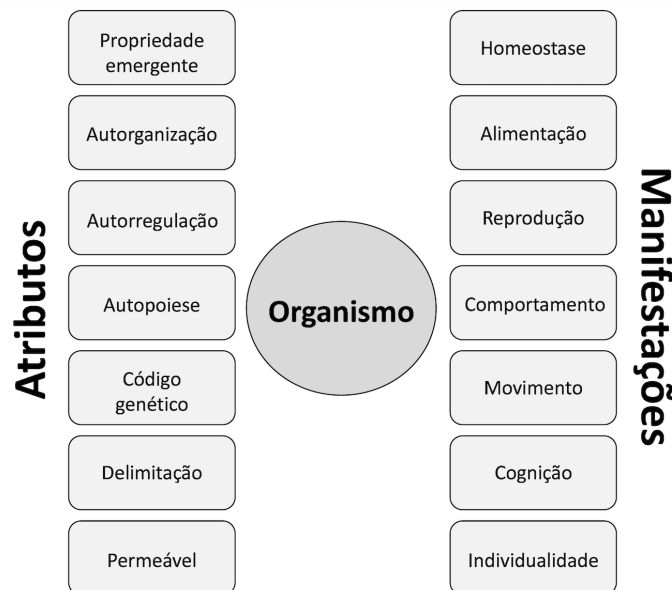 Atributos
Propriedade
emergente
Autorganização
Autorregulação
Autopoiese
Código
genético
Delimitação
Permeável
Organismo
Homeostase
Alimentação
Reprodução
Comportamento
Movimento
Cognição
Individualidade
Manifestações